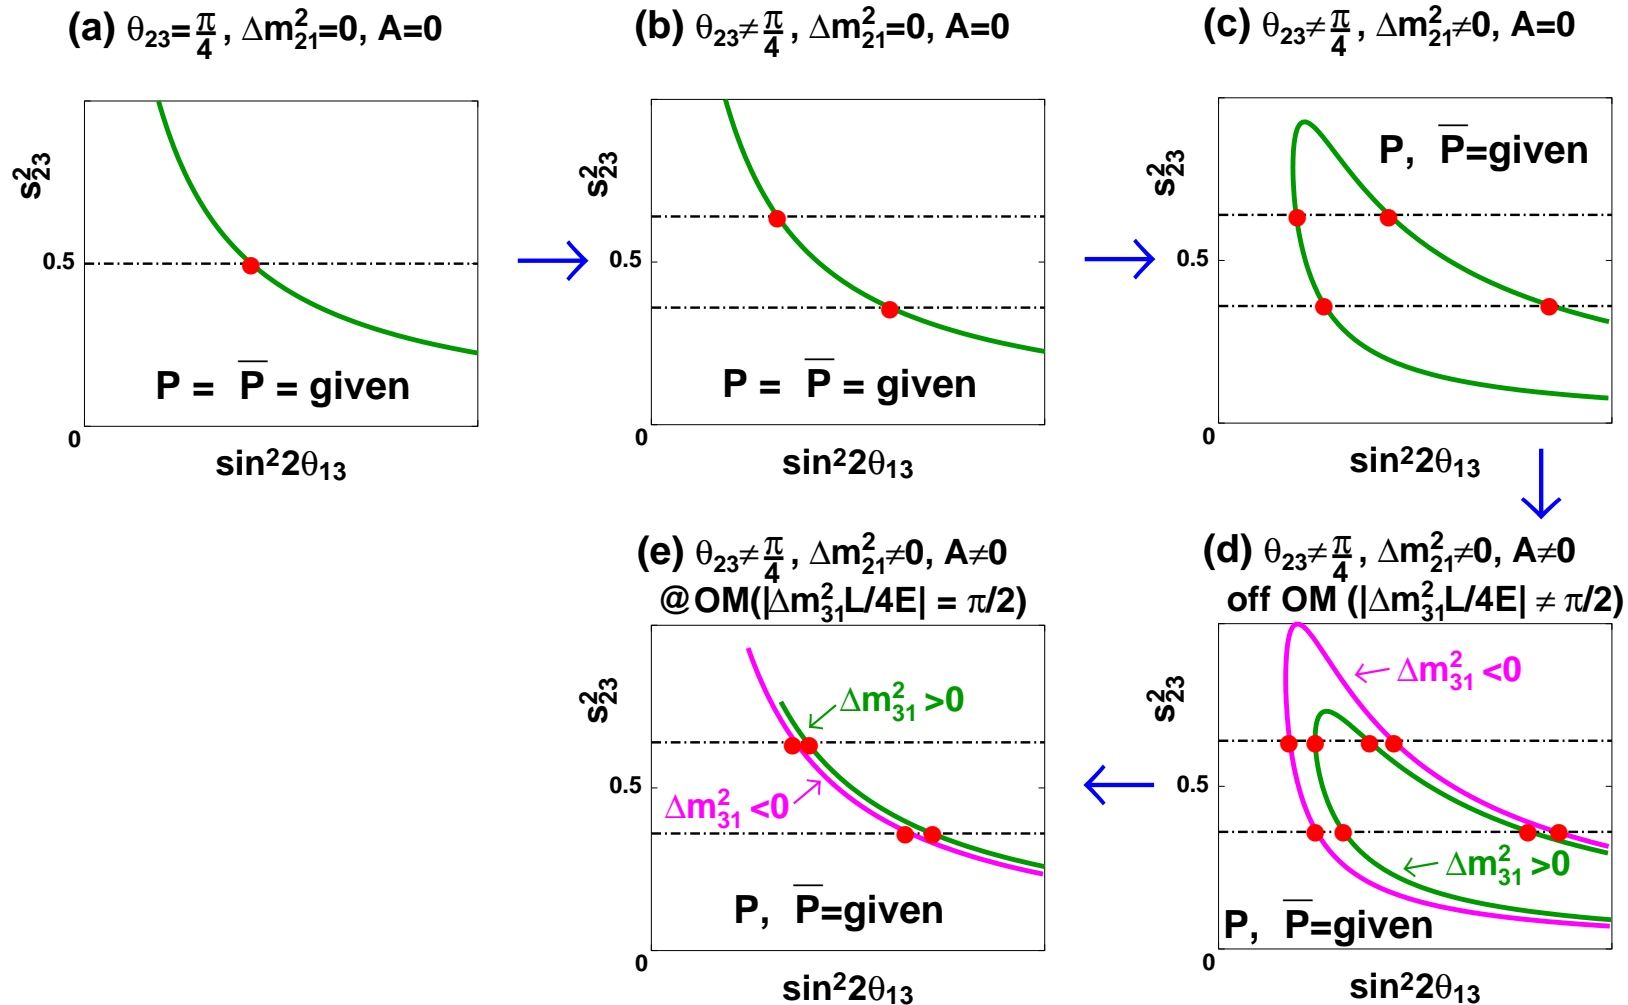 (a) θ₂₃=π/4, Δm²₂₁=0, A=0
s²₂₃
0.5
P = P̅ = given
0
sin²2θ₁₃
(b) θ₂₃≠π/4, Δm²₂₁=0, A=0
s²₂₃
0.5
P = P̅ = given
0
sin²2θ₁₃
(c) θ₂₃≠π/4, Δm²₂₁≠0, A=0
P, P̅=given
s²₂₃
0.5
0
sin²2θ₁₃
(e) θ₂₃≠π/4, Δm²₂₁≠0, A≠0
@OM(|Δm²₃₁L/4E| = π/2)
s²₂₃
Δm²₃₁ >0
0.5
Δm²₃₁ <0
P, P̅=given
0
sin²2θ₁₃
(d) θ₂₃≠π/4, Δm²₂₁≠0, A≠0
off OM (|Δm²₃₁L/4E| ≠ π/2)
Δm²₃₁ <0
s²₂₃
0.5
Δm²₃₁ >0
P, P̅=given
0
sin²2θ₁₃